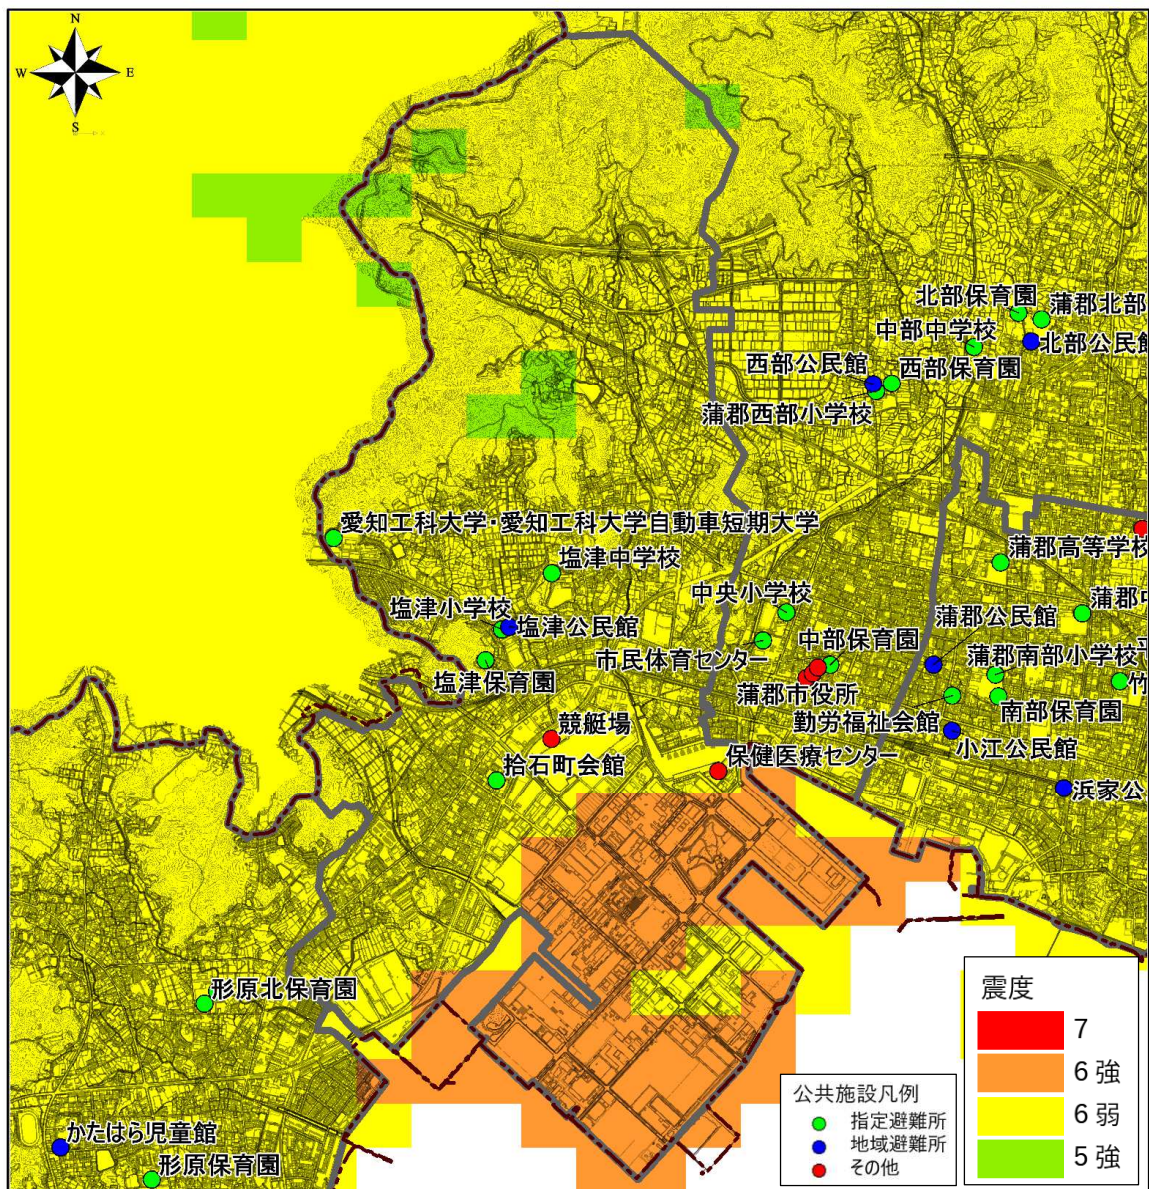 N
W
E
S
北部保育園
蒲郡北部
中部中学校
北部公民館
西部公民館
西部保育園
蒲郡西部小学校
愛知工科大学・愛知工科大学自動車短期大学
蒲郡高等学校
塩津中学校
中央小学校
塩津小学校
蒲郡公民館
蒲郡中
塩津公民館
中部保育園
市民体育センター
蒲郡南部小学校
塩津保育園
竹
蒲郡市役所
南部保育園
競艇場
勤労福祉会館
小江公民館
保健医療センター
拾石町会館
浜家公
形原北保育園
かたはら児童館
形原保育園
公共施設凡例
指定避難所
地域避難所
その他
震度
7
6強
6弱
5強